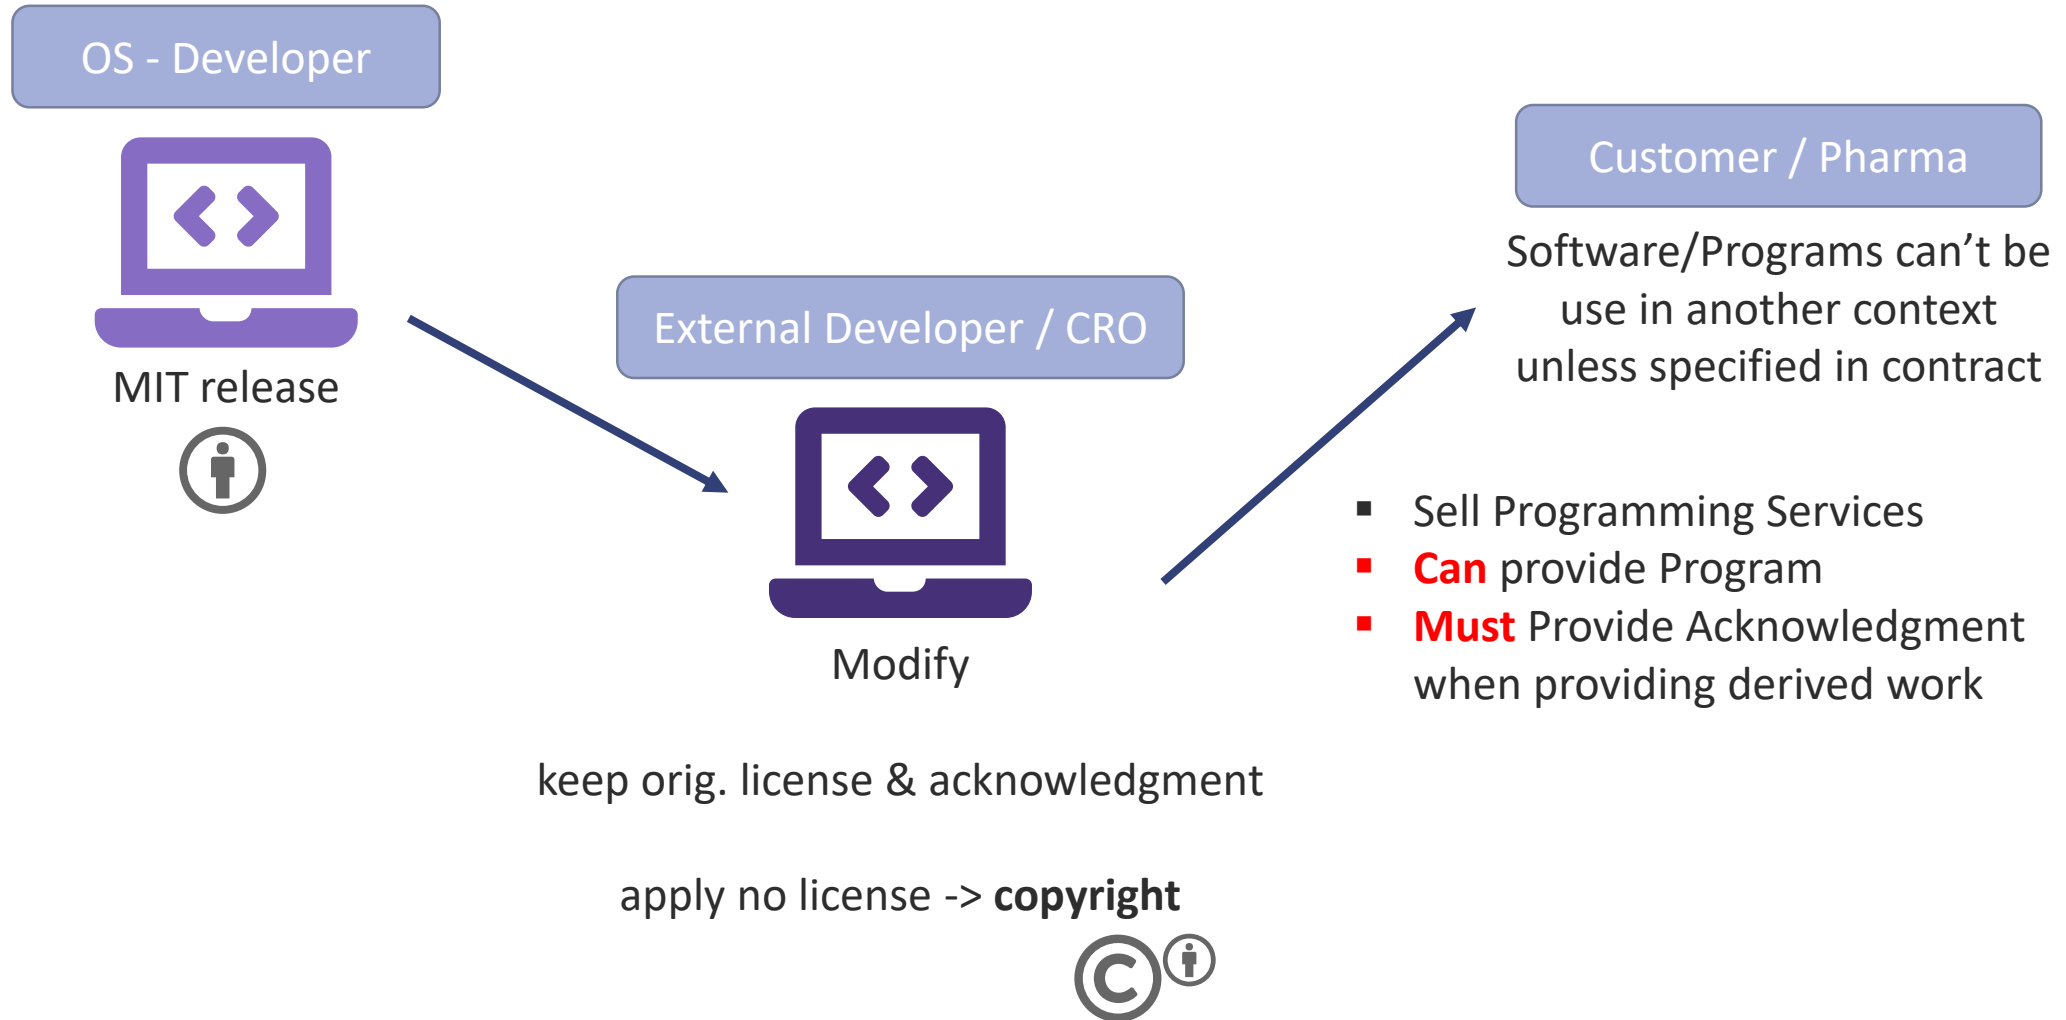 OS - Developer
MIT release
External Developer / CRO
Modify
keep orig. license & acknowledgment
apply no license -> copyright
©
Customer / Pharma
Software/Programs can’t be
use in another context
unless specified in contract
▪ Sell Programming Services
▪ Can provide Program
▪ Must Provide Acknowledgment
when providing derived work